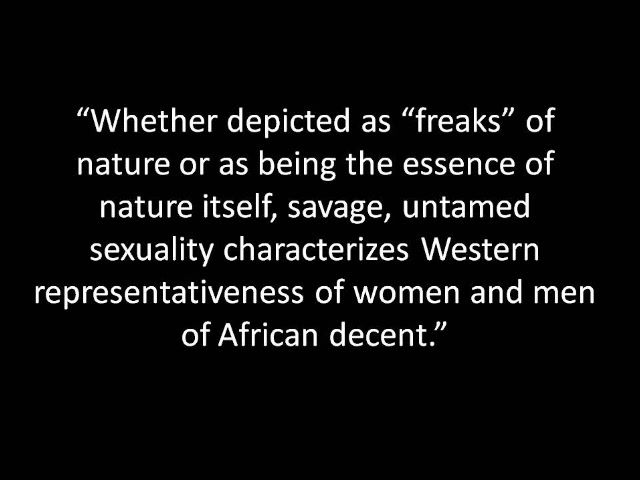 “Whether depicted as “freaks” of
nature or as being the essence of
nature itself, savage, untamed
sexuality characterizes Western
representativeness of women and men
of African decent.”